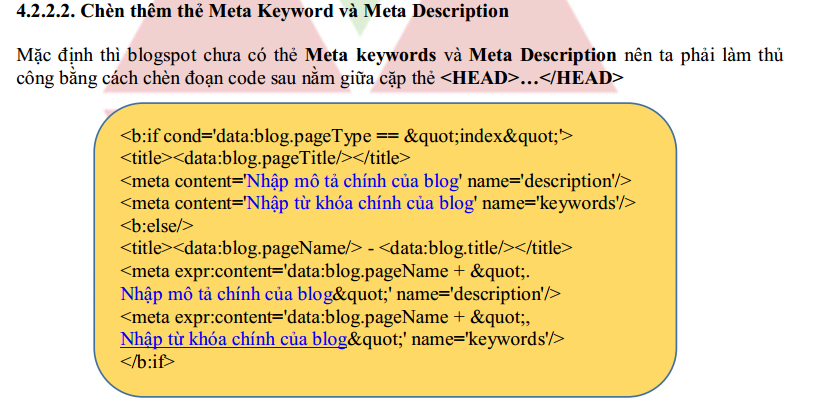 4.2.2.2. Chèn thêm thẻ Meta Keyword và Meta Description
Mặc định thì blogspot chưa có thẻ Meta keywords và Meta Description nên ta phải làm thủ
công bằng cách chèn đoạn code sau nằm giữa cặp thẻ <HEAD>…</HEAD>
<b:if cond='data:blog.pageType == &quot;index&quot;'>
<title><data:blog.pageTitle/></title>
<meta content='Nhập mô tả chính của blog' name='description'/>
<meta content='Nhập từ khóa chính của blog' name='keywords'/>
<b:else/>
<title><data:blog.pageName/> - <data:blog.title/></title>
<meta expr:content='data:blog.pageName + &quot;.
Nhập mô tả chính của blog&quot;' name='description'/>
<meta expr:content='data:blog.pageName + &quot;,
Nhập từ khóa chính của blog&quot;' name='keywords'/>
</b:if>